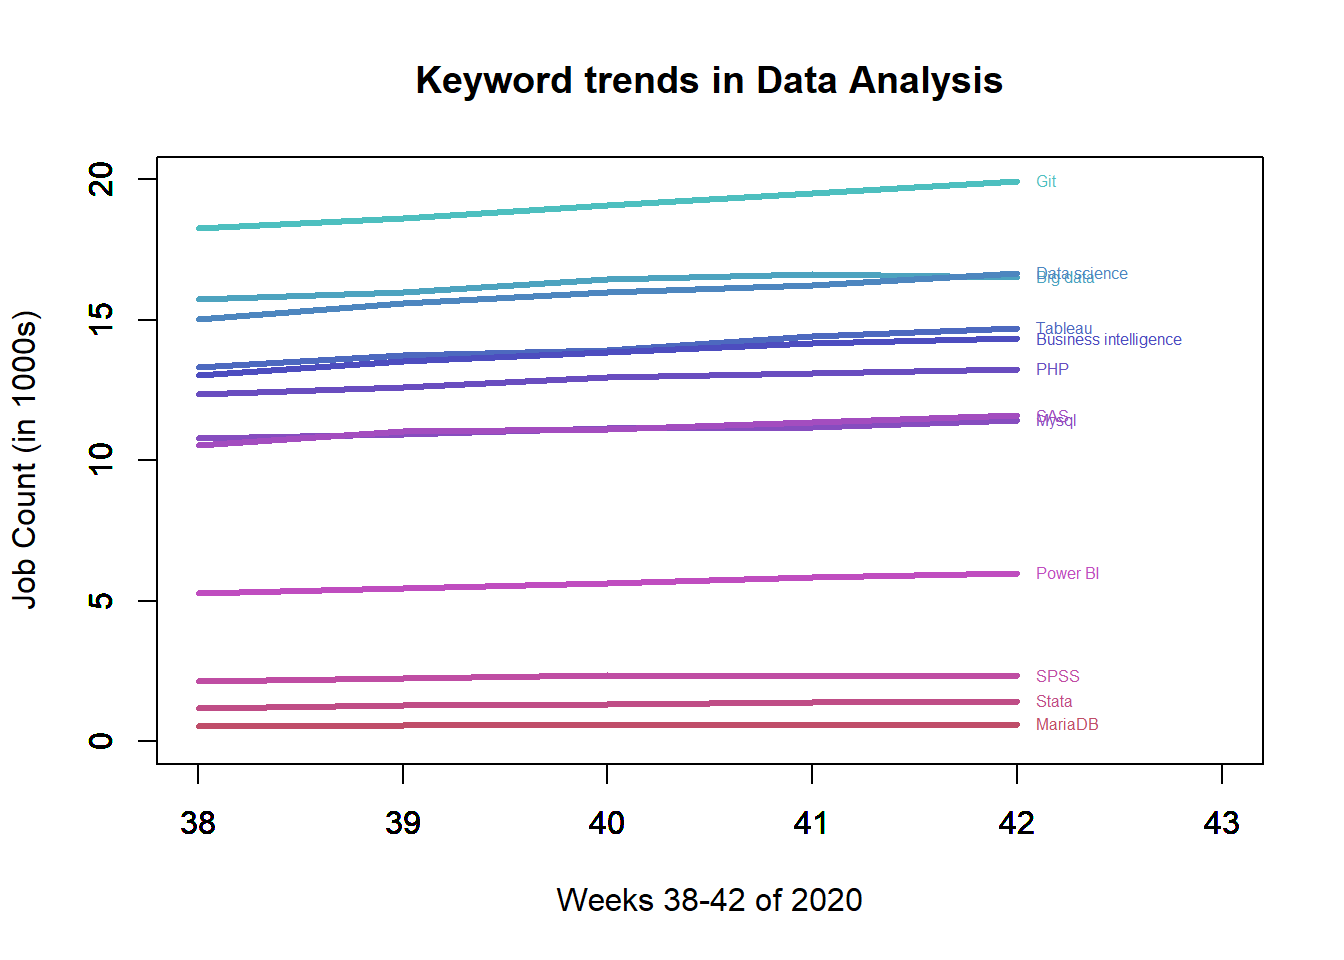 Keyword trends in Data Analysis
Job Count (in 1000s)
20
15
10
5
0
Git
Data science
Big data
Tableau
Business intelligence
PHP
SAS
Mysql
Power BI
SPSS
Stata
MariaDB
38 39 40 41 42 43
Weeks 38-42 of 2020